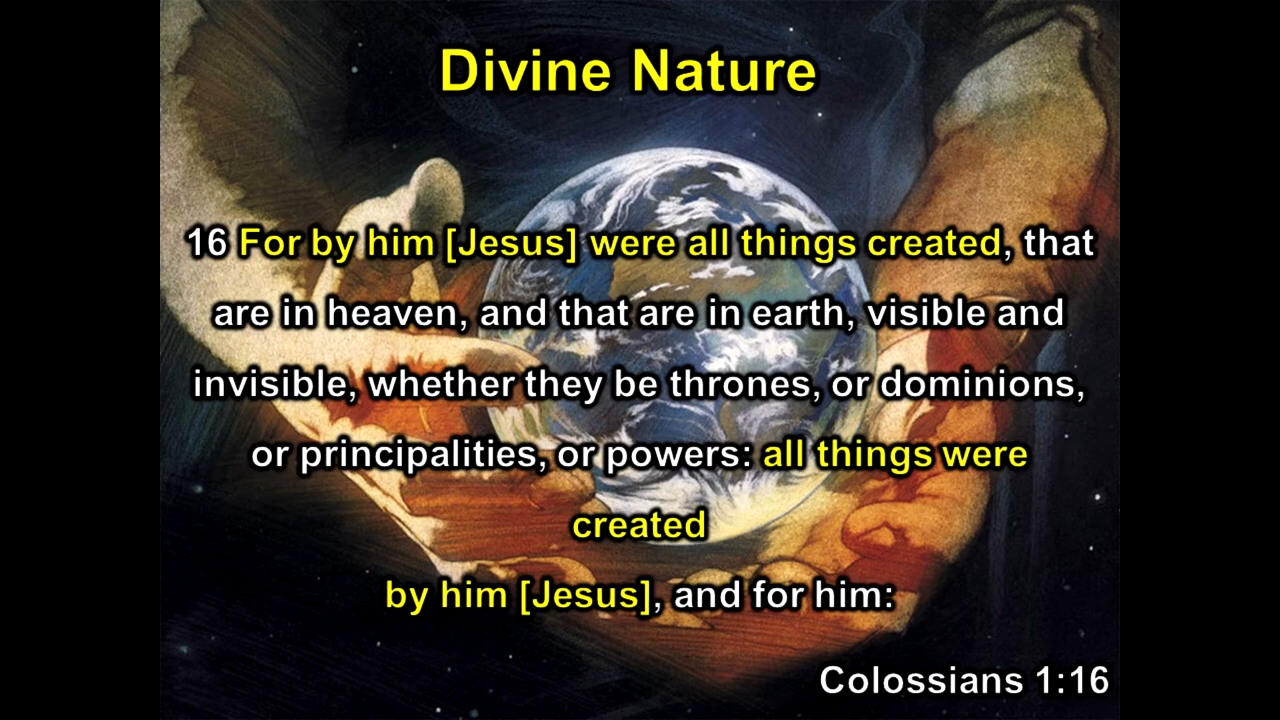 Divine Nature
16 For by him [Jesus] were all things created, that
are in heaven, and that are in earth, visible and
invisible, whether they be thrones, or dominions,
or principalities, or powers: all things were
created
by him [Jesus], and for him:
Colossians 1:16